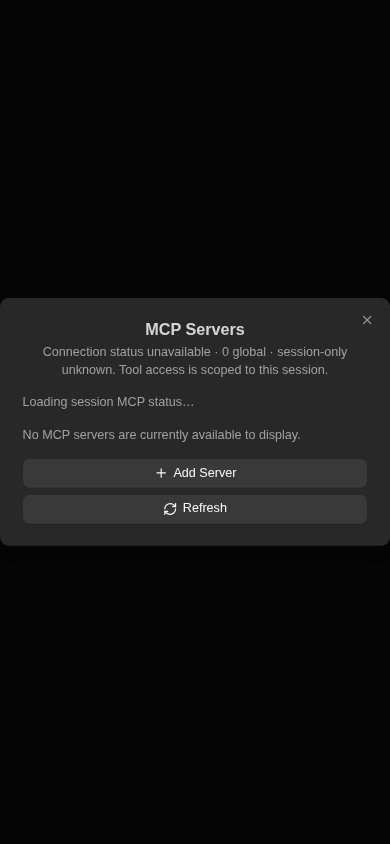 MCP Servers
Connection status unavailable · 0 global · session-only
unknown. Tool access is scoped to this session.
Loading session MCP status…
No MCP servers are currently available to display.
Add Server
Refresh